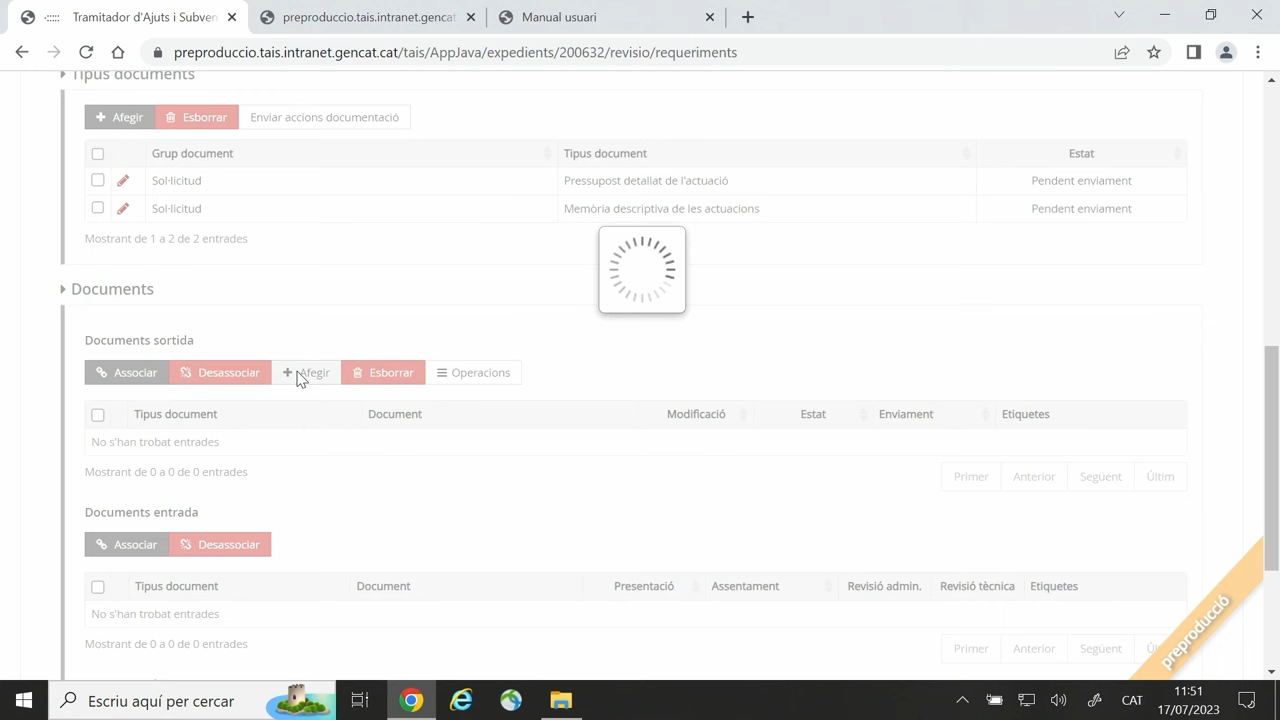 Tramitador d'Ajuts i Subven
preproduccio.tais.intranet.gencat
Manual usuari
preproduccio.tais.intranet.gencat.cat/tais/AppJava/expedients/200632/revisio/requeriments
Tipus documents
Afegir Esborrar Enviar accions documentació
Grup document Tipus document Estat
Sol·licitud Pressupost detallat de l'actuació Pendent enviament
Sol·licitud Memòria descriptiva de les actuacions Pendent enviament
Mostrant de 1 a 2 de 2 entrades
Documents
Documents sortida
Associar Desassociar Afegir Esborrar Operacions
Tipus document Document Modificació Estat Enviament Etiquetes
No s'han trobat entrades
Mostrant de 0 a 0 de 0 entrades
Primer Anterior Següent Últim
Documents entrada
Associar Desassociar
Tipus document Document Presentació Assentament Revisió admin. Revisió tècnica Etiquetes
No s'han trobat entrades
Mostrant de 0 a 0 de 0 entrades
Primer Anterior Següent
preproducció
Escriu aquí per cercar
CAT
11:51
17/07/2023